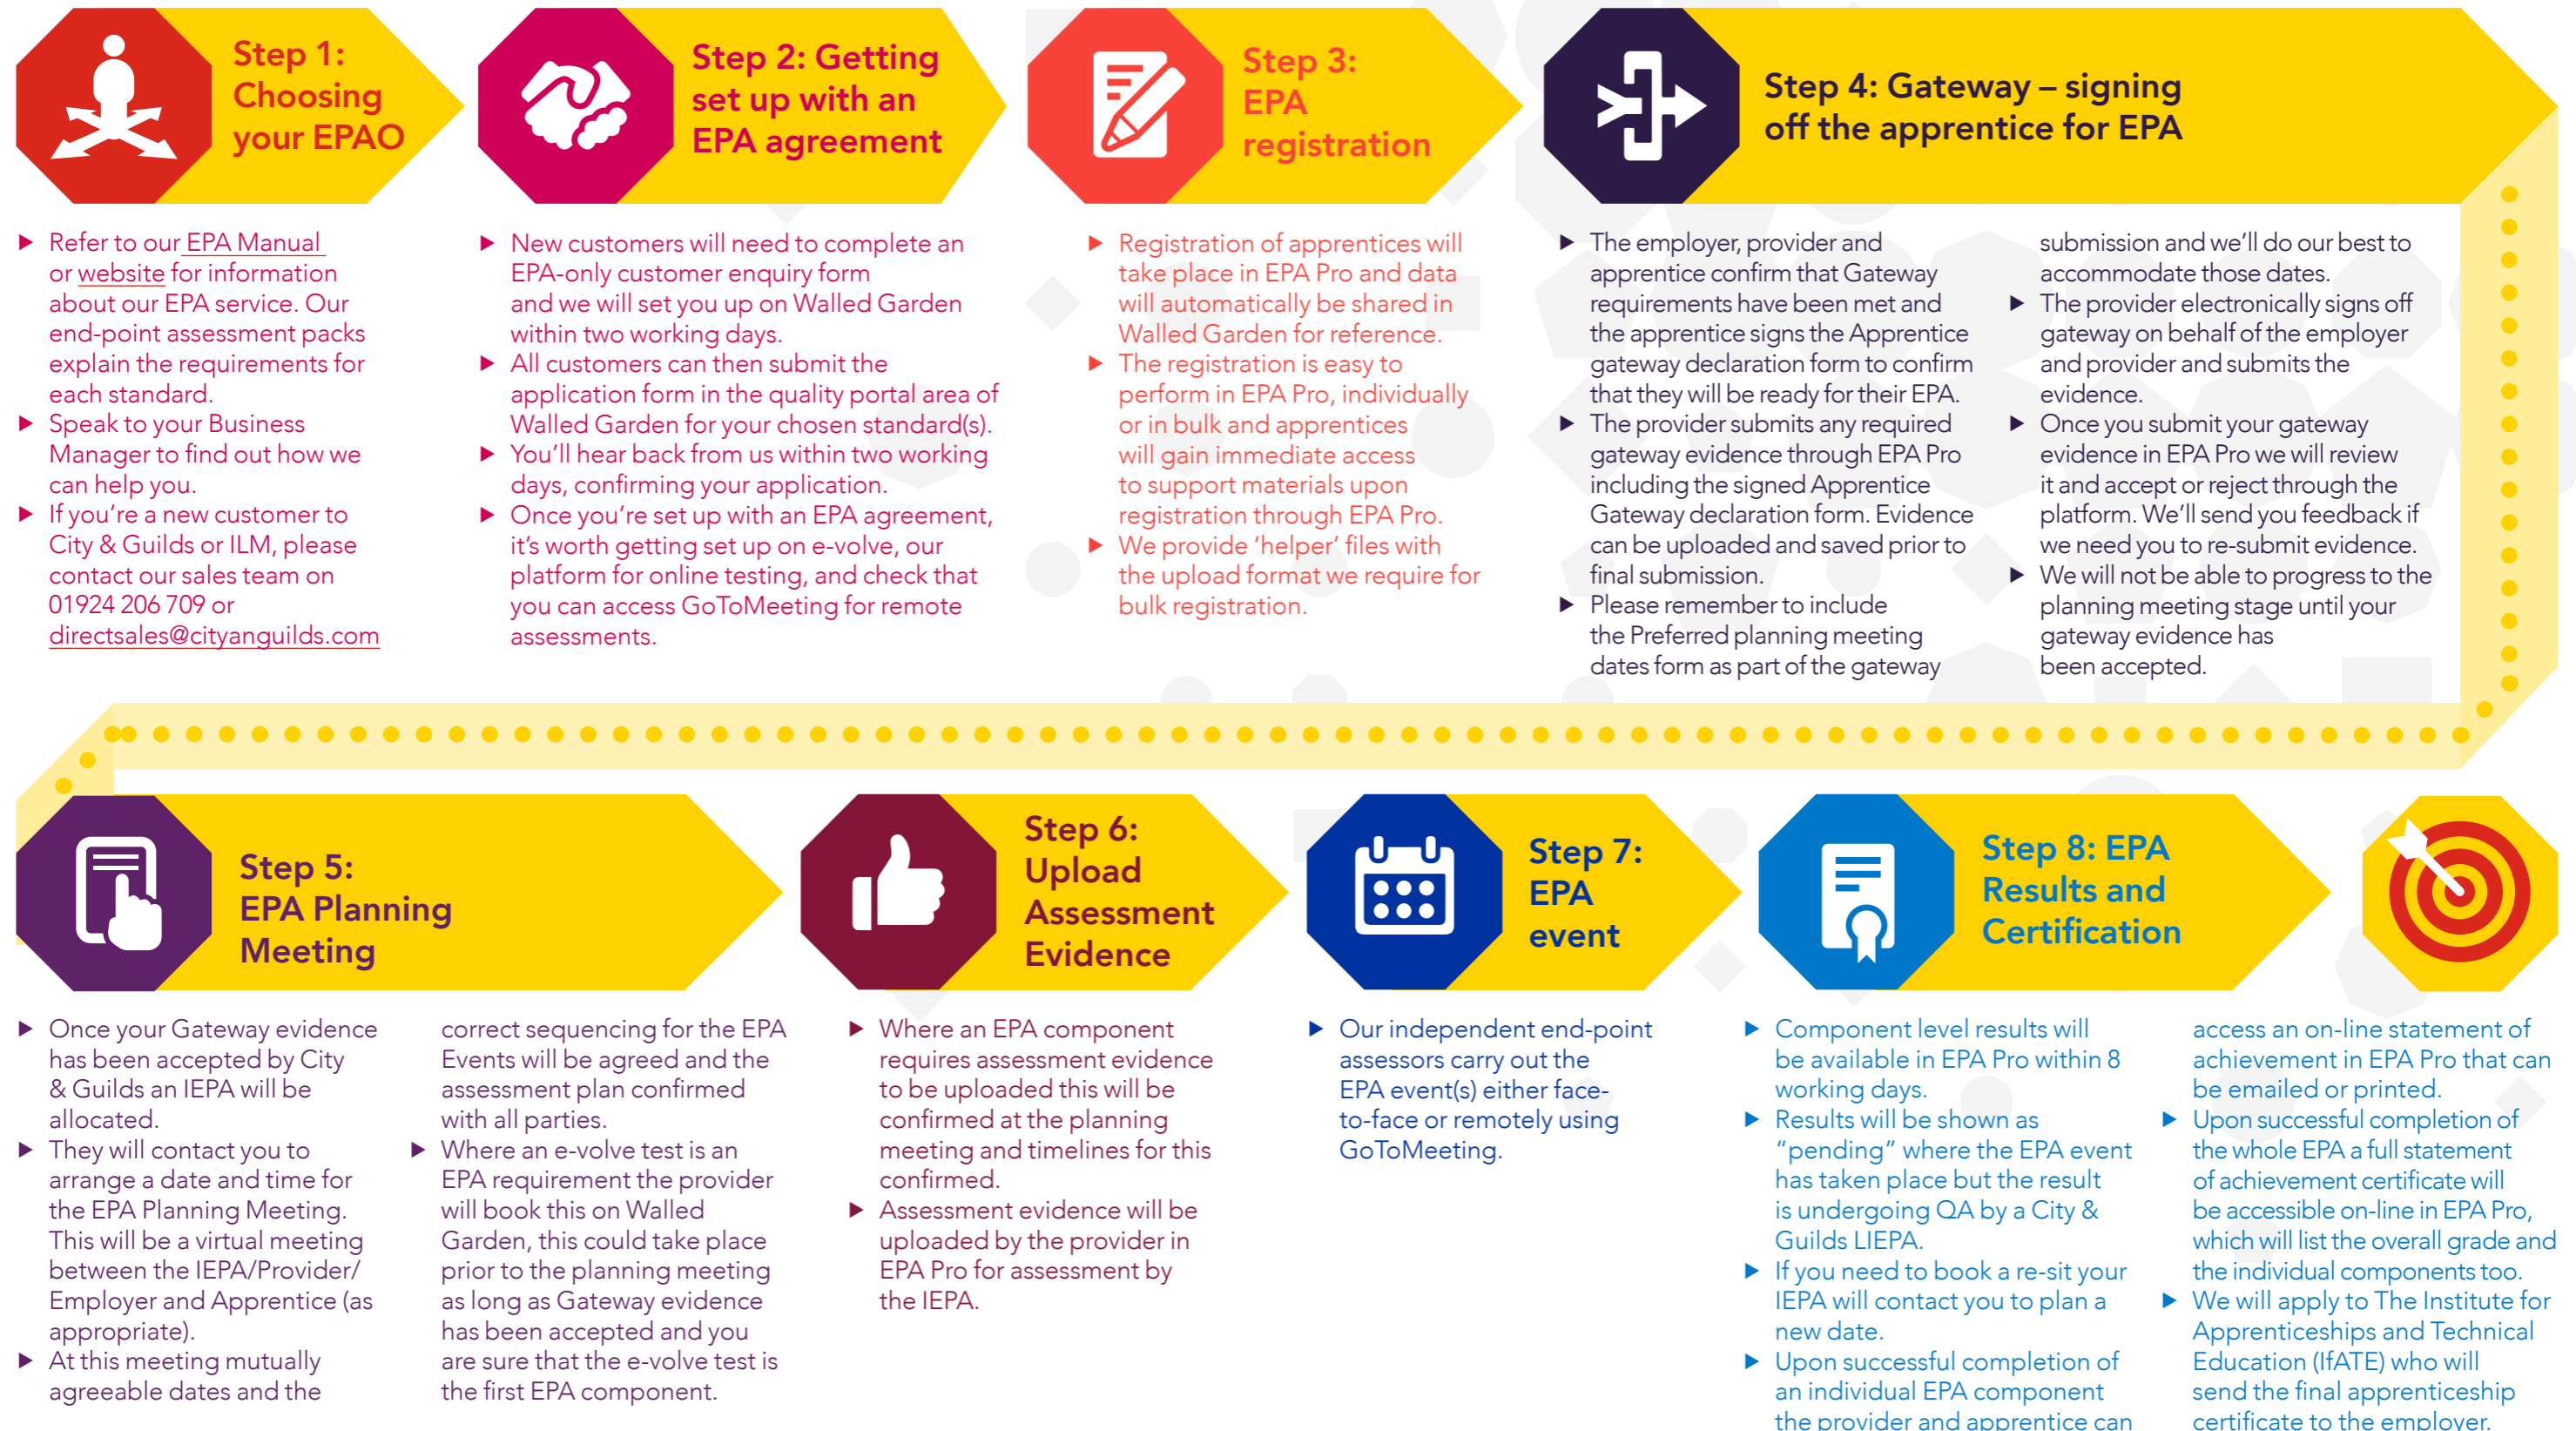 Step 1:
Choosing
your EPAO
▶ Refer to our EPA Manual
or website for information
about our EPA service. Our
end-point assessment packs
explain the requirements for
each standard.
▶ Speak to your Business
Manager to find out how we
can help you.
▶ If you're a new customer to
City & Guilds or ILM, please
contact our sales team on
01924 206 709 or
directsales@cityanguilds.com
Step 2: Getting
set up with an
EPA agreement
▶ New customers will need to complete an
EPA-only customer enquiry form
and we will set you up on Walled Garden
within two working days.
▶ All customers can then submit the
application form in the quality portal area of
Walled Garden for your chosen standard(s).
▶ You'll hear back from us within two working
days, confirming your application.
▶ Once you're set up with an EPA agreement,
it's worth getting set up on e-volve, our
platform for online testing, and check that
you can access GoToMeeting for remote
assessments.
Step 3:
EPA
registration
▶ Registration of apprentices will
take place in EPA Pro and data
will automatically be shared in
Walled Garden for reference.
▶ The registration is easy to
perform in EPA Pro, individually
or in bulk and apprentices
will gain immediate access
to support materials upon
registration through EPA Pro.
▶ We provide 'helper' files with
the upload format we require for
bulk registration.
Step 4: Gateway – signing
off the apprentice for EPA
▶ The employer, provider and
apprentice confirm that Gateway
requirements have been met and
the apprentice signs the Apprentice
gateway declaration form to confirm
that they will be ready for their EPA.
▶ The provider submits any required
gateway evidence through EPA Pro
including the signed Apprentice
Gateway declaration form. Evidence
can be uploaded and saved prior to
final submission.
▶ Please remember to include
the Preferred planning meeting
dates form as part of the gateway
submission and we'll do our best to
accommodate those dates.
▶ The provider electronically signs off
gateway on behalf of the employer
and provider and submits the
evidence.
▶ Once you submit your gateway
evidence in EPA Pro we will review
it and accept or reject through the
platform. We'll send you feedback if
we need you to re-submit evidence.
▶ We will not be able to progress to the
planning meeting stage until your
gateway evidence has
been accepted.
Step 5:
EPA Planning
Meeting
▶ Once your Gateway evidence
has been accepted by City
& Guilds an IEPA will be
allocated.
▶ They will contact you to
arrange a date and time for
the EPA Planning Meeting.
This will be a virtual meeting
between the IEPA/Provider/
Employer and Apprentice (as
appropriate).
▶ At this meeting mutually
agreeable dates and the
correct sequencing for the EPA
Events will be agreed and the
assessment plan confirmed
with all parties.
▶ Where an e-volve test is an
EPA requirement the provider
will book this on Walled
Garden, this could take place
prior to the planning meeting
as long as Gateway evidence
has been accepted and you
are sure that the e-volve test is
the first EPA component.
Step 6:
Upload
Assessment
Evidence
▶ Where an EPA component
requires assessment evidence
to be uploaded this will be
confirmed at the planning
meeting and timelines for this
confirmed.
▶ Assessment evidence will be
uploaded by the provider in
EPA Pro for assessment by
the IEPA.
Step 7:
EPA
event
▶ Our independent end-point
assessors carry out the
EPA event(s) either face-
to-face or remotely using
GoToMeeting.
Step 8: EPA
Results and
Certification
▶ Component level results will
be available in EPA Pro within 8
working days.
▶ Results will be shown as
"pending" where the EPA event
has taken place but the result
is undergoing QA by a City &
Guilds LIEPA.
▶ If you need to book a re-sit your
IEPA will contact you to plan a
new date.
▶ Upon successful completion of
an individual EPA component
the provider and apprentice can
access an on-line statement of
achievement in EPA Pro that can
be emailed or printed.
▶ Upon successful completion of
the whole EPA a full statement
of achievement certificate will
be accessible on-line in EPA Pro,
which will list the overall grade and
the individual components too.
▶ We will apply to The Institute for
Apprenticeships and Technical
Education (IfATE) who will
send the final apprenticeship
certificate to the employer.